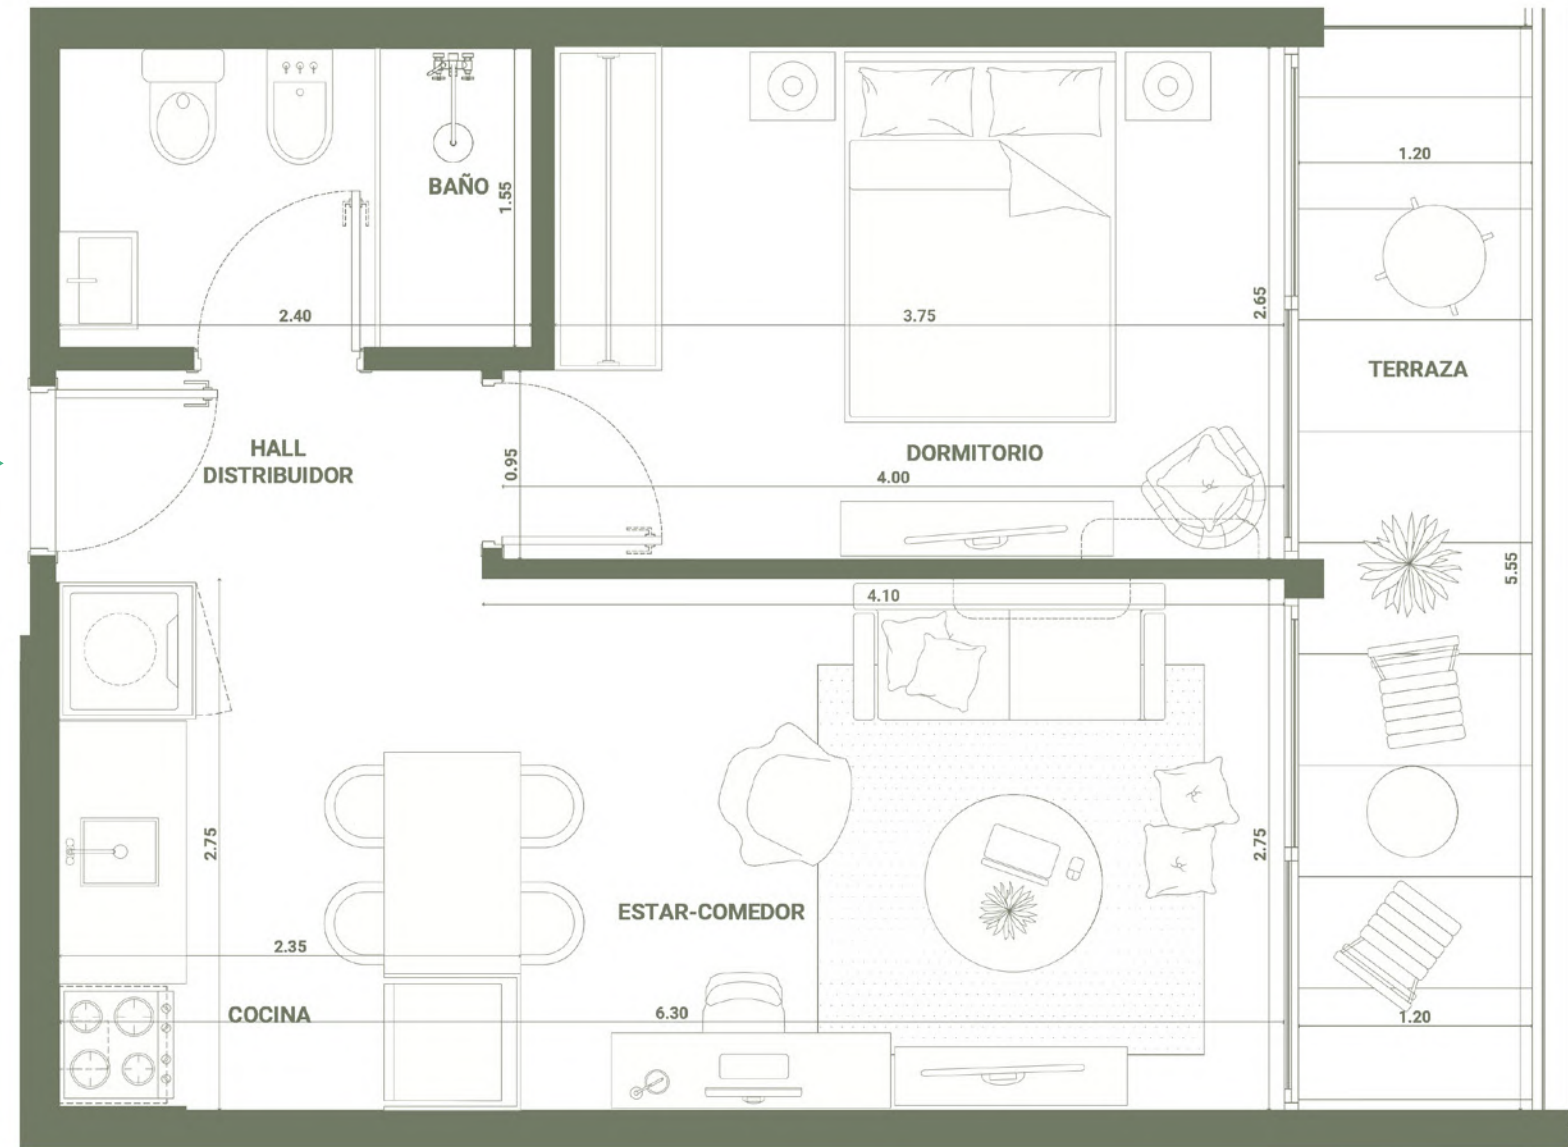 1.20
BAÑO
1.55
2.40
3.75
2.65
TERRAZA
HALL
DISTRIBUIDOR
0.95
DORMITORIO
4.00
5.55
4.10
2.75
2.75
ESTAR-COMEDOR
2.35
COCINA
6.30
1.20